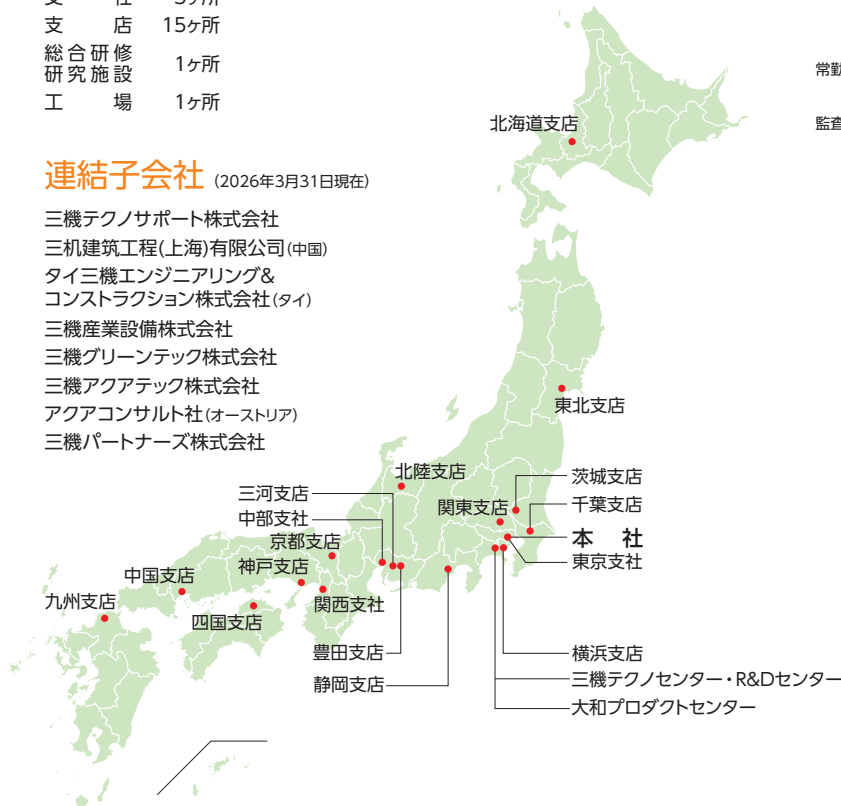 支 店 15ヶ所
総合研修
研究施設 1ヶ所
工 場 1ヶ所
連結子会社 (2026年3月31日現在)
三機テクノサポート株式会社
三机建筑工程(上海)有限公司(中国)
タイ三機エンジニアリング&
コンストラクション株式会社(タイ)
三機産業設備株式会社
三機グリーンテック株式会社
三機アクアテック株式会社
アクアコンサルト社(オーストリア)
三機パートナーズ株式会社
常勤
監査
北海道支店
東北支店
北陸支店
茨城支店
三河支店
関東支店
千葉支店
中部支社
本 社
京都支店
東京支社
神戸支店
中国支店
九州支店
関西支社
四国支店
豊田支店
横浜支店
静岡支店
三機テクノセンター・R&Dセンター
大和プロダクトセンター